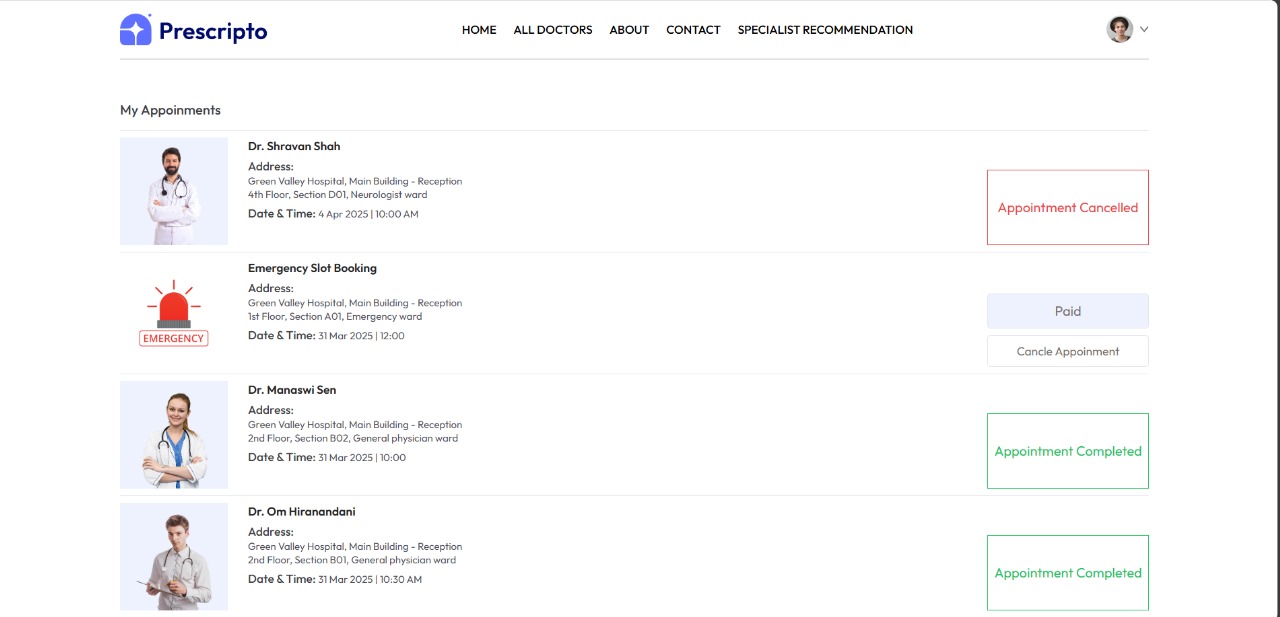 Prescripto
HOME ALL DOCTORS ABOUT CONTACT SPECIALIST RECOMMENDATION
My Appoinments
Dr. Shravan Shah
Address:
Green Valley Hospital, Main Building - Reception
4th Floor, Section D01, Neurologist ward
Date & Time: 4 Apr 2025 | 10:00 AM
Appointment Cancelled
Emergency Slot Booking
Address:
Green Valley Hospital, Main Building - Reception
1st Floor, Section A01, Emergency ward
Date & Time: 31 Mar 2025 | 12:00
EMERGENCY
Paid
Cancle Appoinment
Dr. Manaswi Sen
Address:
Green Valley Hospital, Main Building - Reception
2nd Floor, Section B02, General physician ward
Date & Time: 31 Mar 2025 | 10:00
Appointment Completed
Dr. Om Hiranandani
Address:
Green Valley Hospital, Main Building - Reception
2nd Floor, Section B01, General physician ward
Date & Time: 31 Mar 2025 | 10:30 AM
Appointment Completed